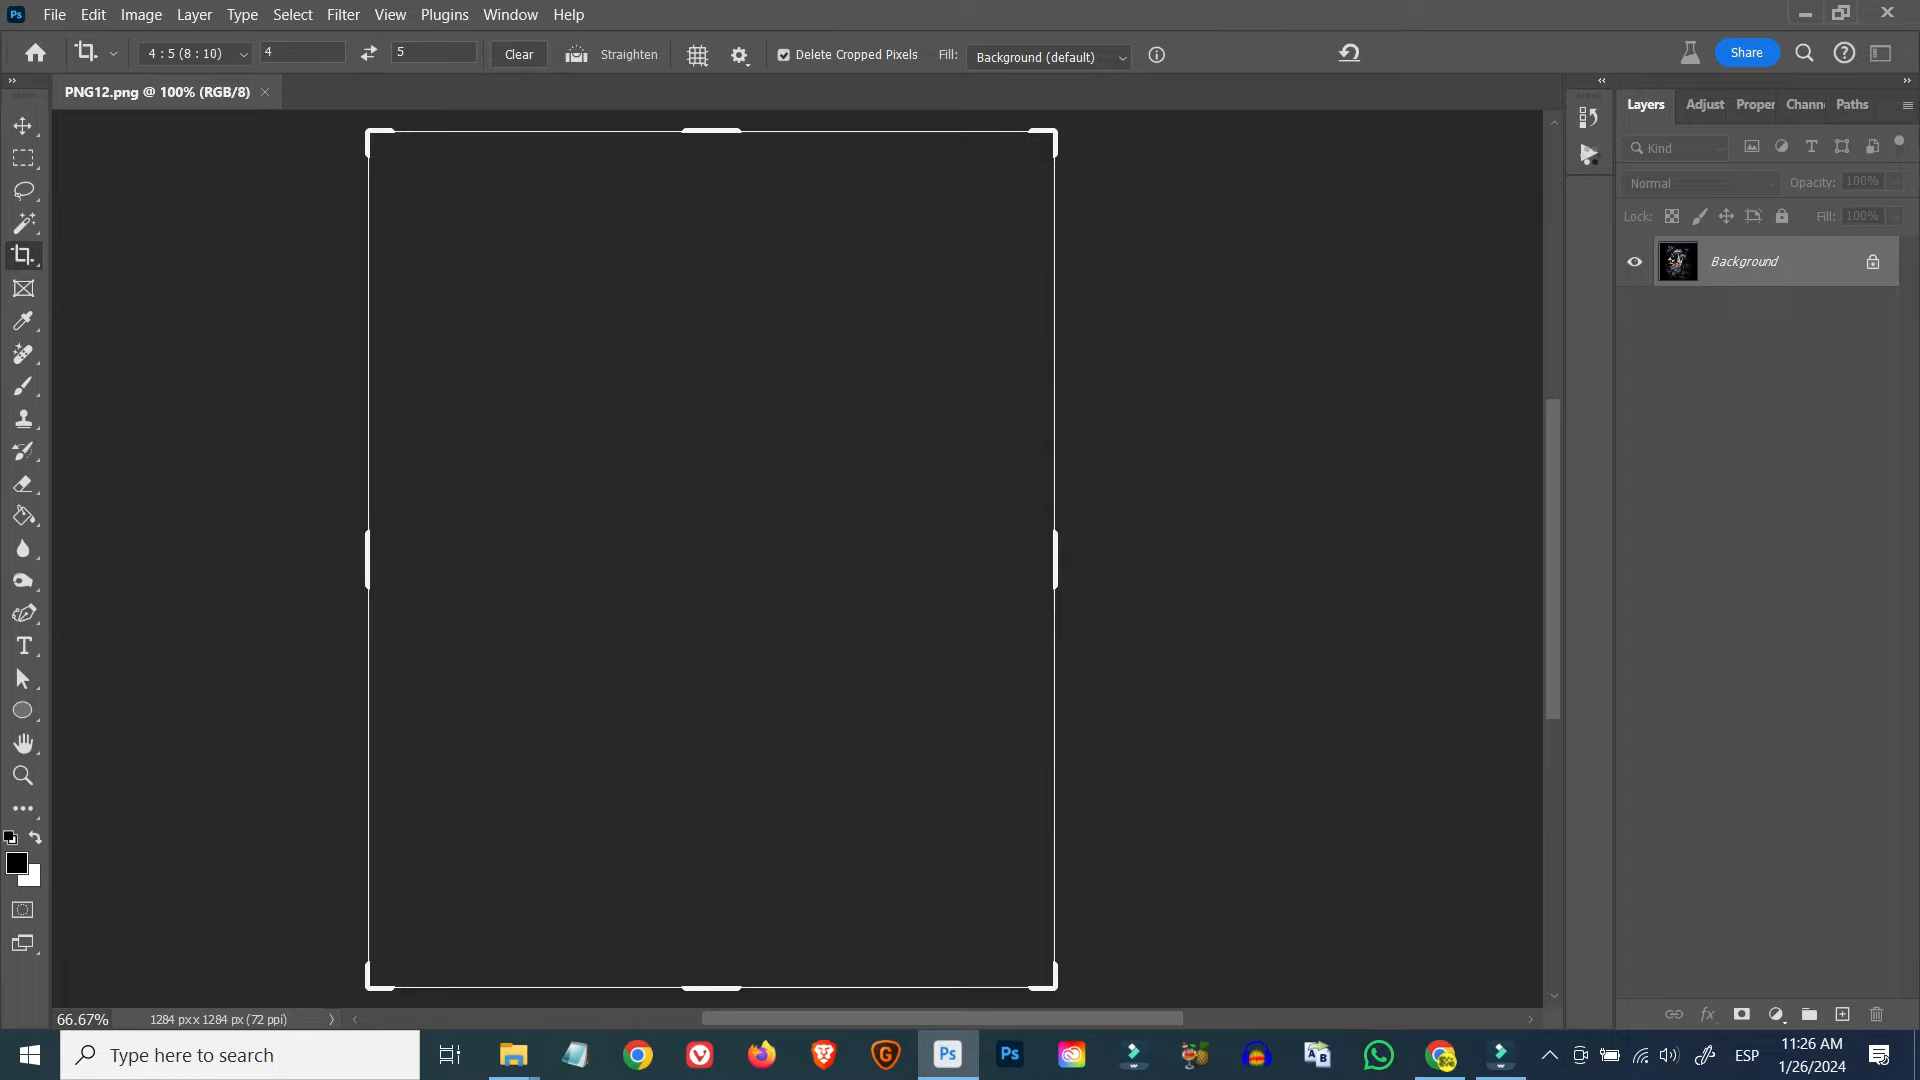 File Edit Image Layer Type Select Filter View Plugins Window Help
4 : 5 (8 : 10) 4 5 Clear Straighten Delete Cropped Pixels Fill: Background (default) Share
PNG12.png @ 100% (RGB/8)
Layers Adjust Proper Chann Paths
Kind
Normal Opacity: 100%
Lock: Fill: 100%
Background
T
66.67% 1284 px x 1284 px (72 ppi)
fx
Type here to search
Ps Ps ESP
11:26 AM
1/26/2024